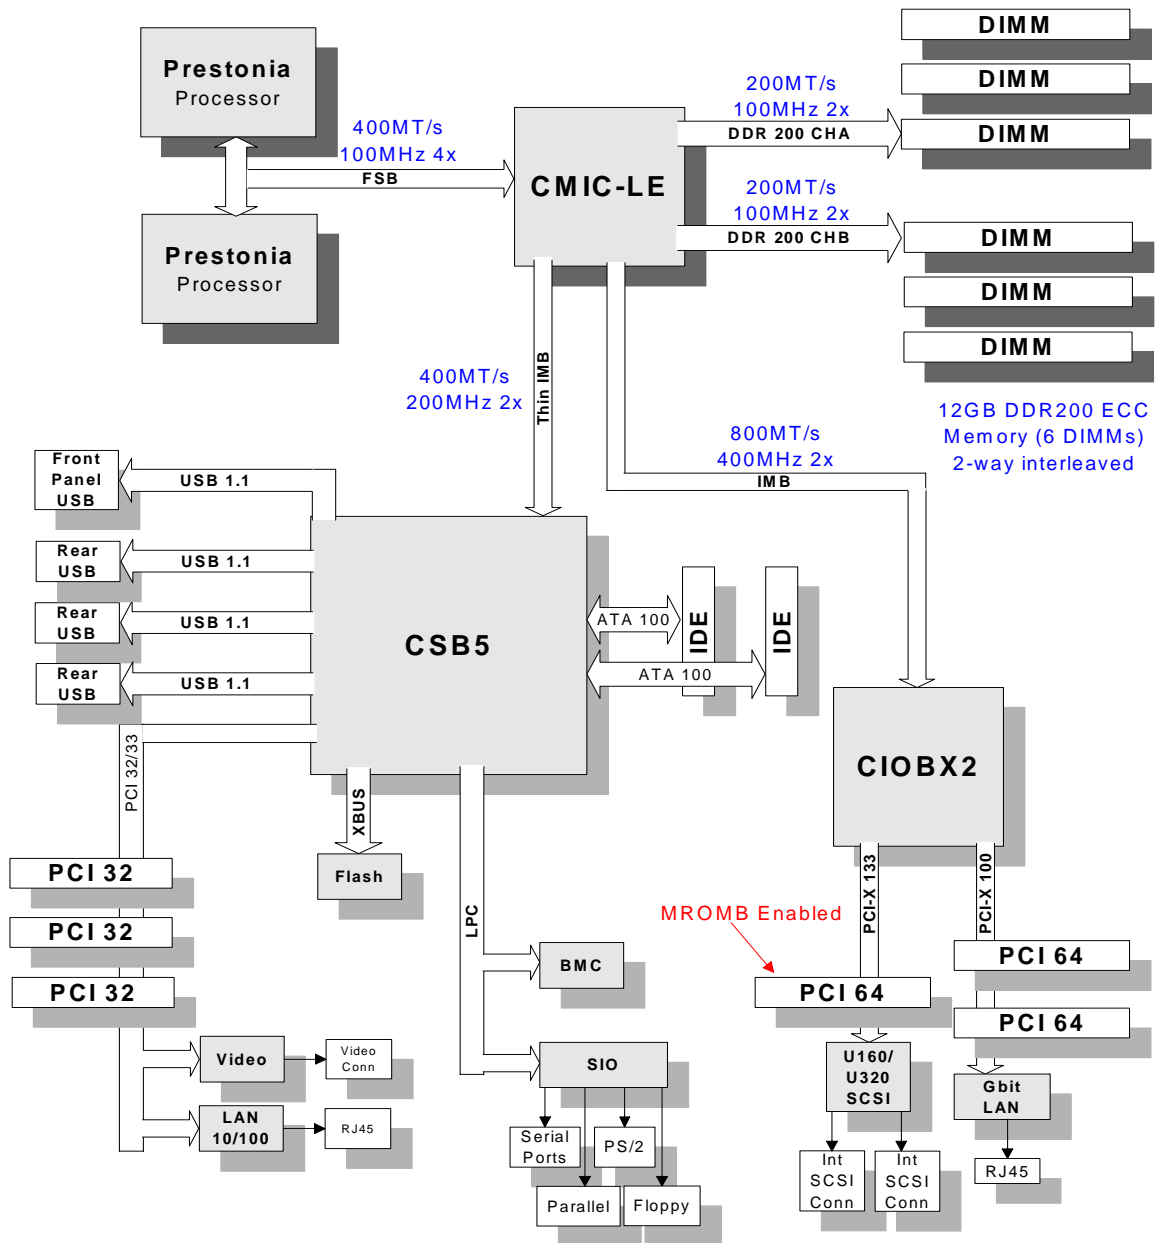 DIMM
Prestonia
Processor
DIMM
200MT/s
100MHz 2x
DDR 200 CHA
DIMM
400MT/s
100MHz 4x
FSB
CMIC-LE
200MT/s
100MHz 2x
DDR 200 CHB
DIMM
Prestonia
Processor
DIMM
DIMM
400MT/s
200MHz 2x
Thin IMB
12GB DDR200 ECC
Memory (6 DIMMs)
2-way interleaved
800MT/s
400MHz 2x
IMB
Front
Panel
USB
USB 1.1
Rear
USB
USB 1.1
Rear
USB
USB 1.1
Rear
USB
USB 1.1
CSB5
ATA 100
IDE
ATA 100
IDE
PCI 32/33
XBUS
Flash
LPC
CIOBX2
PCI-X 133
PCI-X 100
PCI 32
PCI 32
PCI 32
MROMB Enabled
PCI 64
PCI 64
PCI 64
BMC
Video
Video
Conn
LAN
10/100
RJ45
SIO
Serial
Ports
PS/2
Parallel
Floppy
U160/
U320
SCSI
Gbit
LAN
Int
SCSI
Conn
Int
SCSI
Conn
RJ45